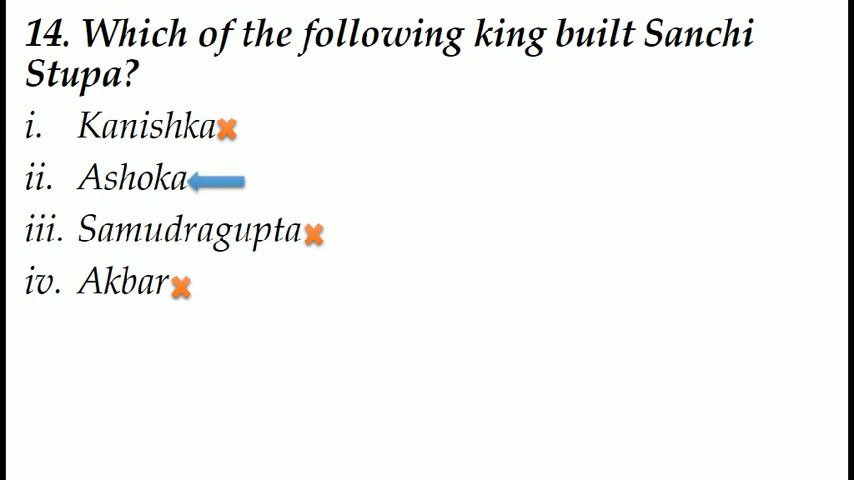 14. Which of the following king built Sanchi
Stupa?
i. Kanishka
ii. Ashoka
iii. Samudragupta
iv. Akbar